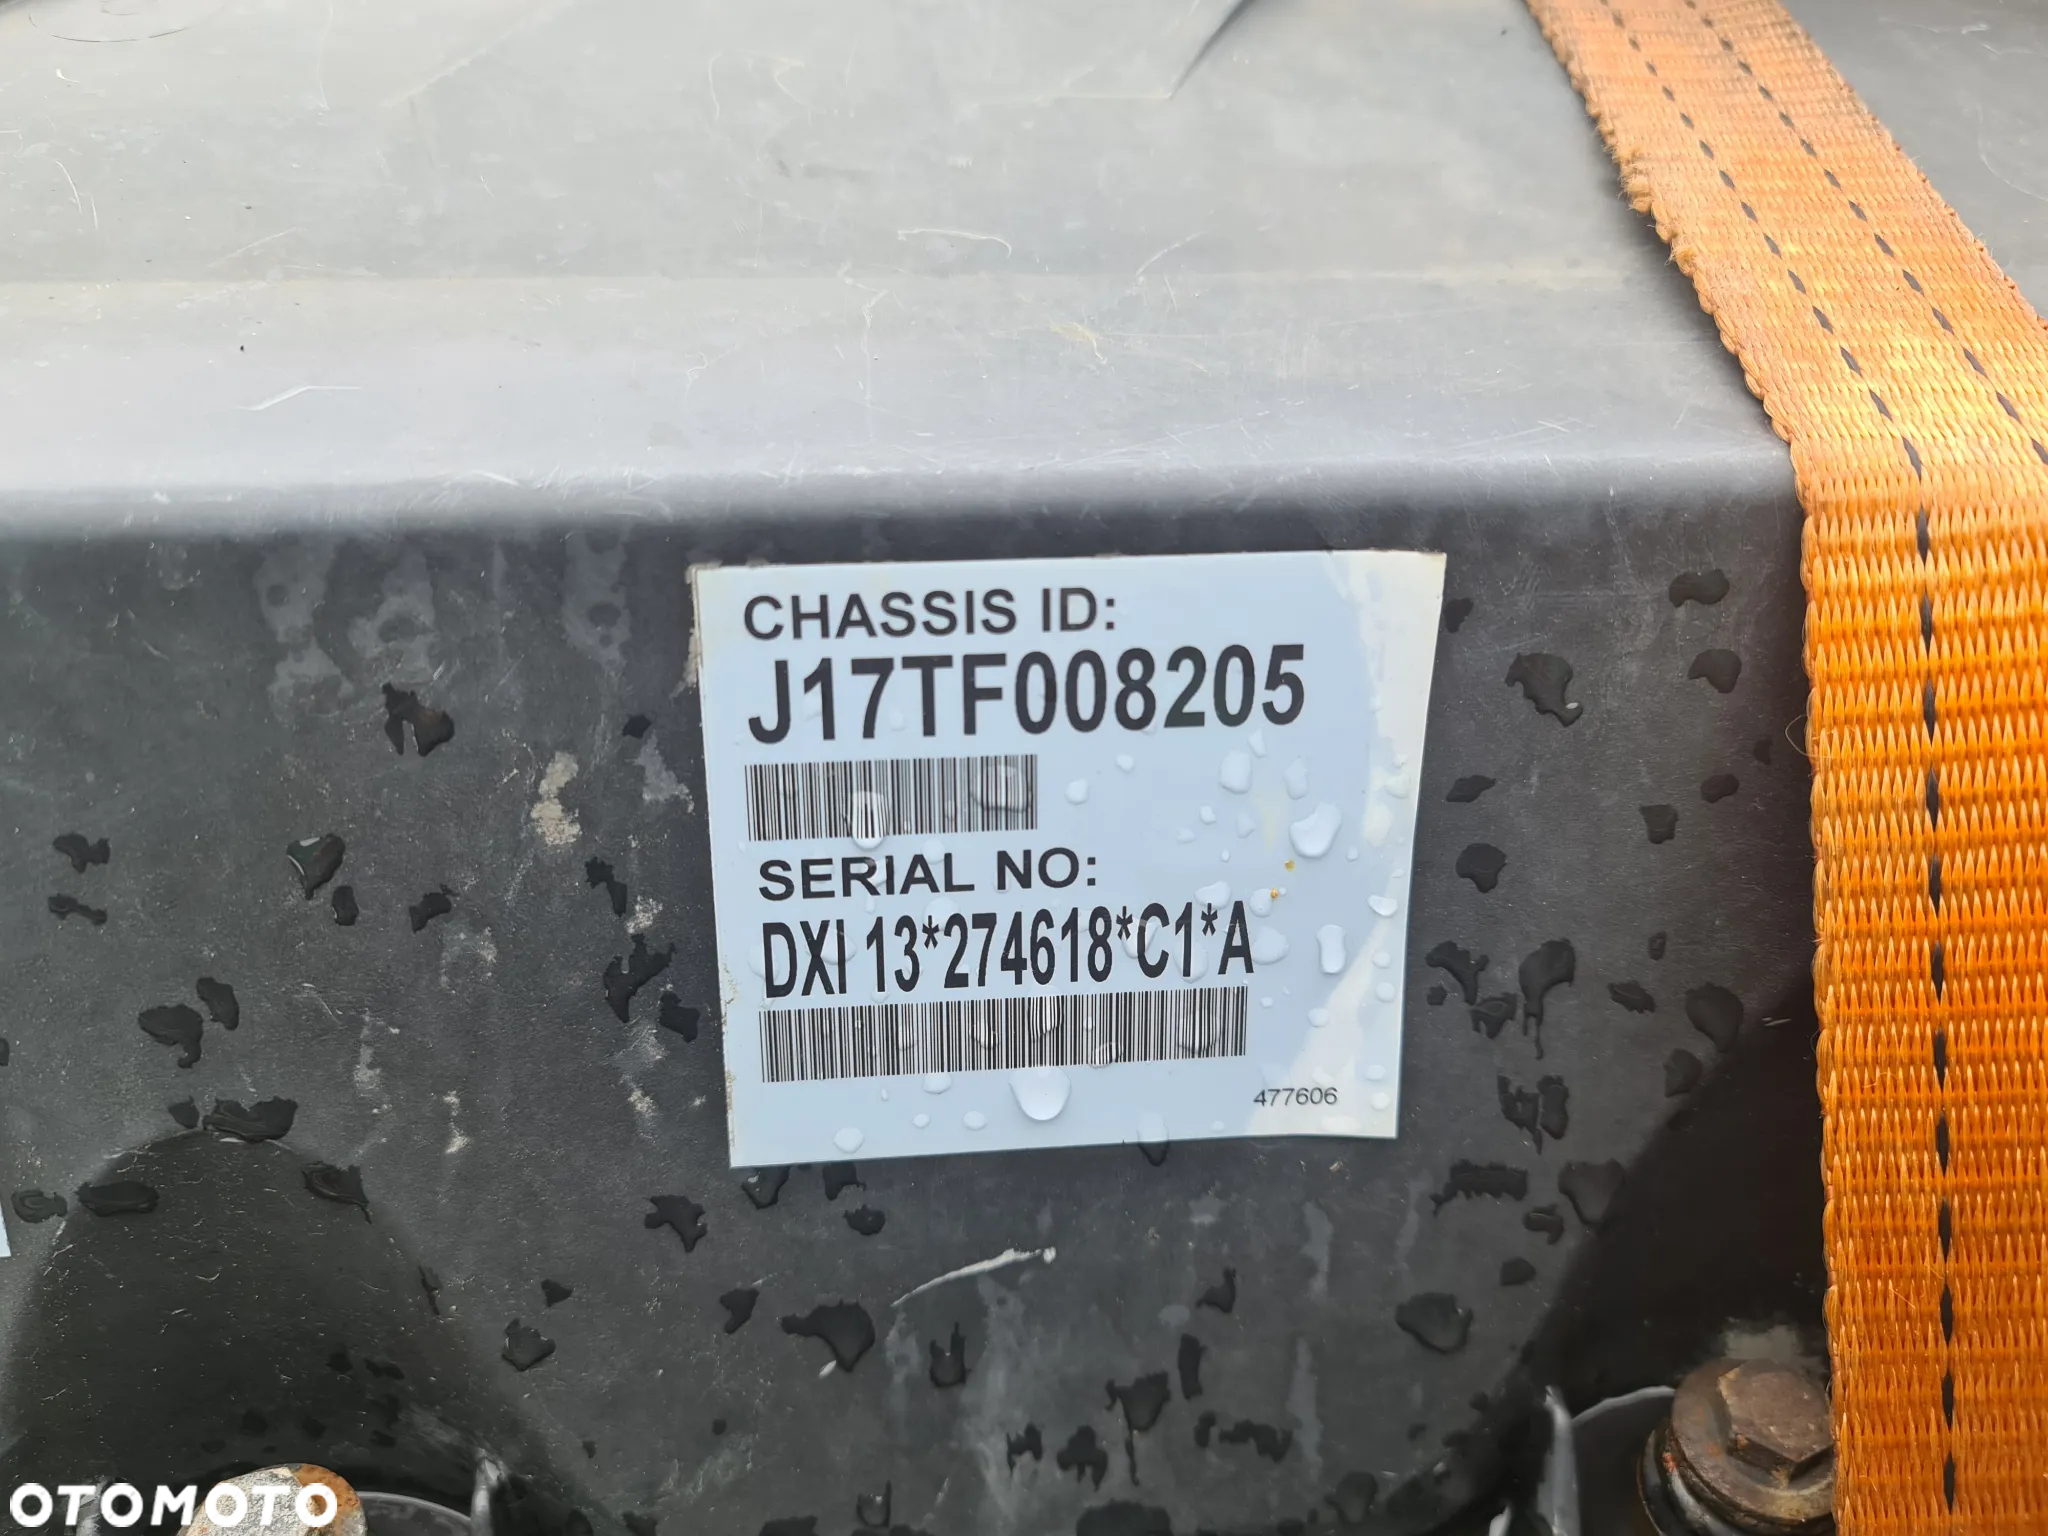 CHASSIS ID:
J17TF008205
SERIAL NO:
DXI 13*274618*C1*A
477606
OTOMOTO